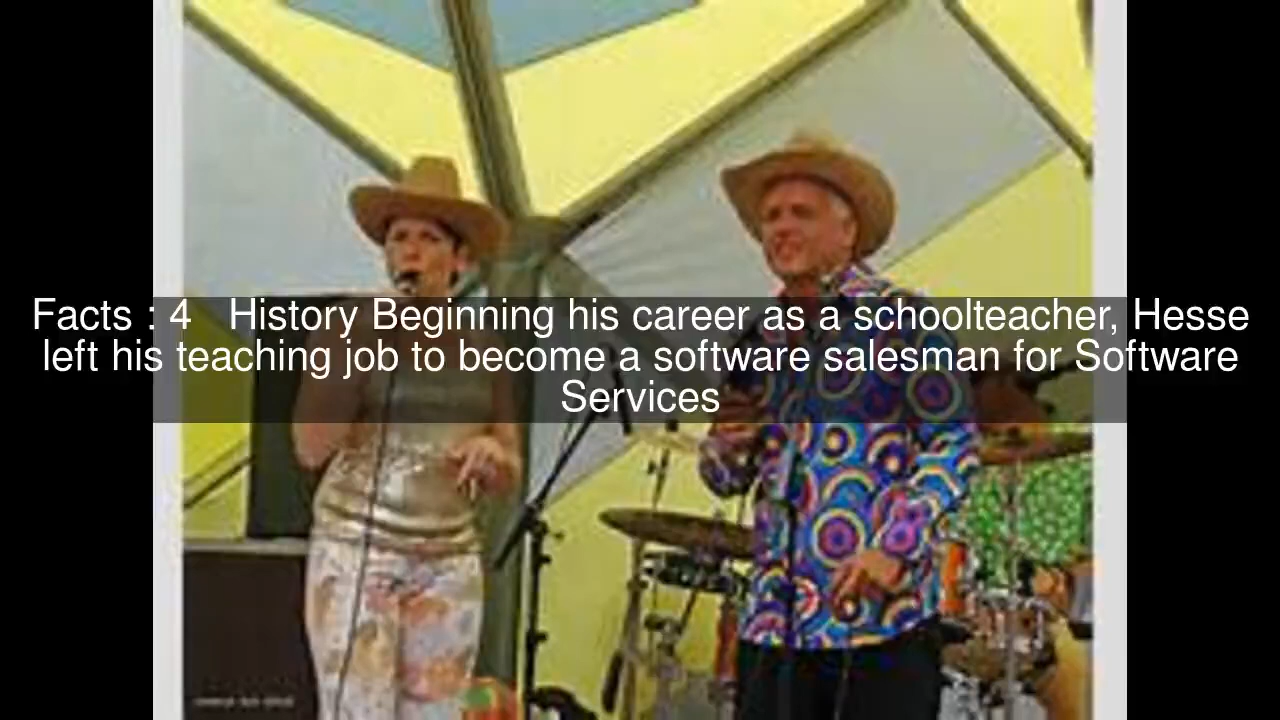 Facts : 4   History Beginning his career as a schoolteacher, Hesse
left his teaching job to become a software salesman for Software
Services